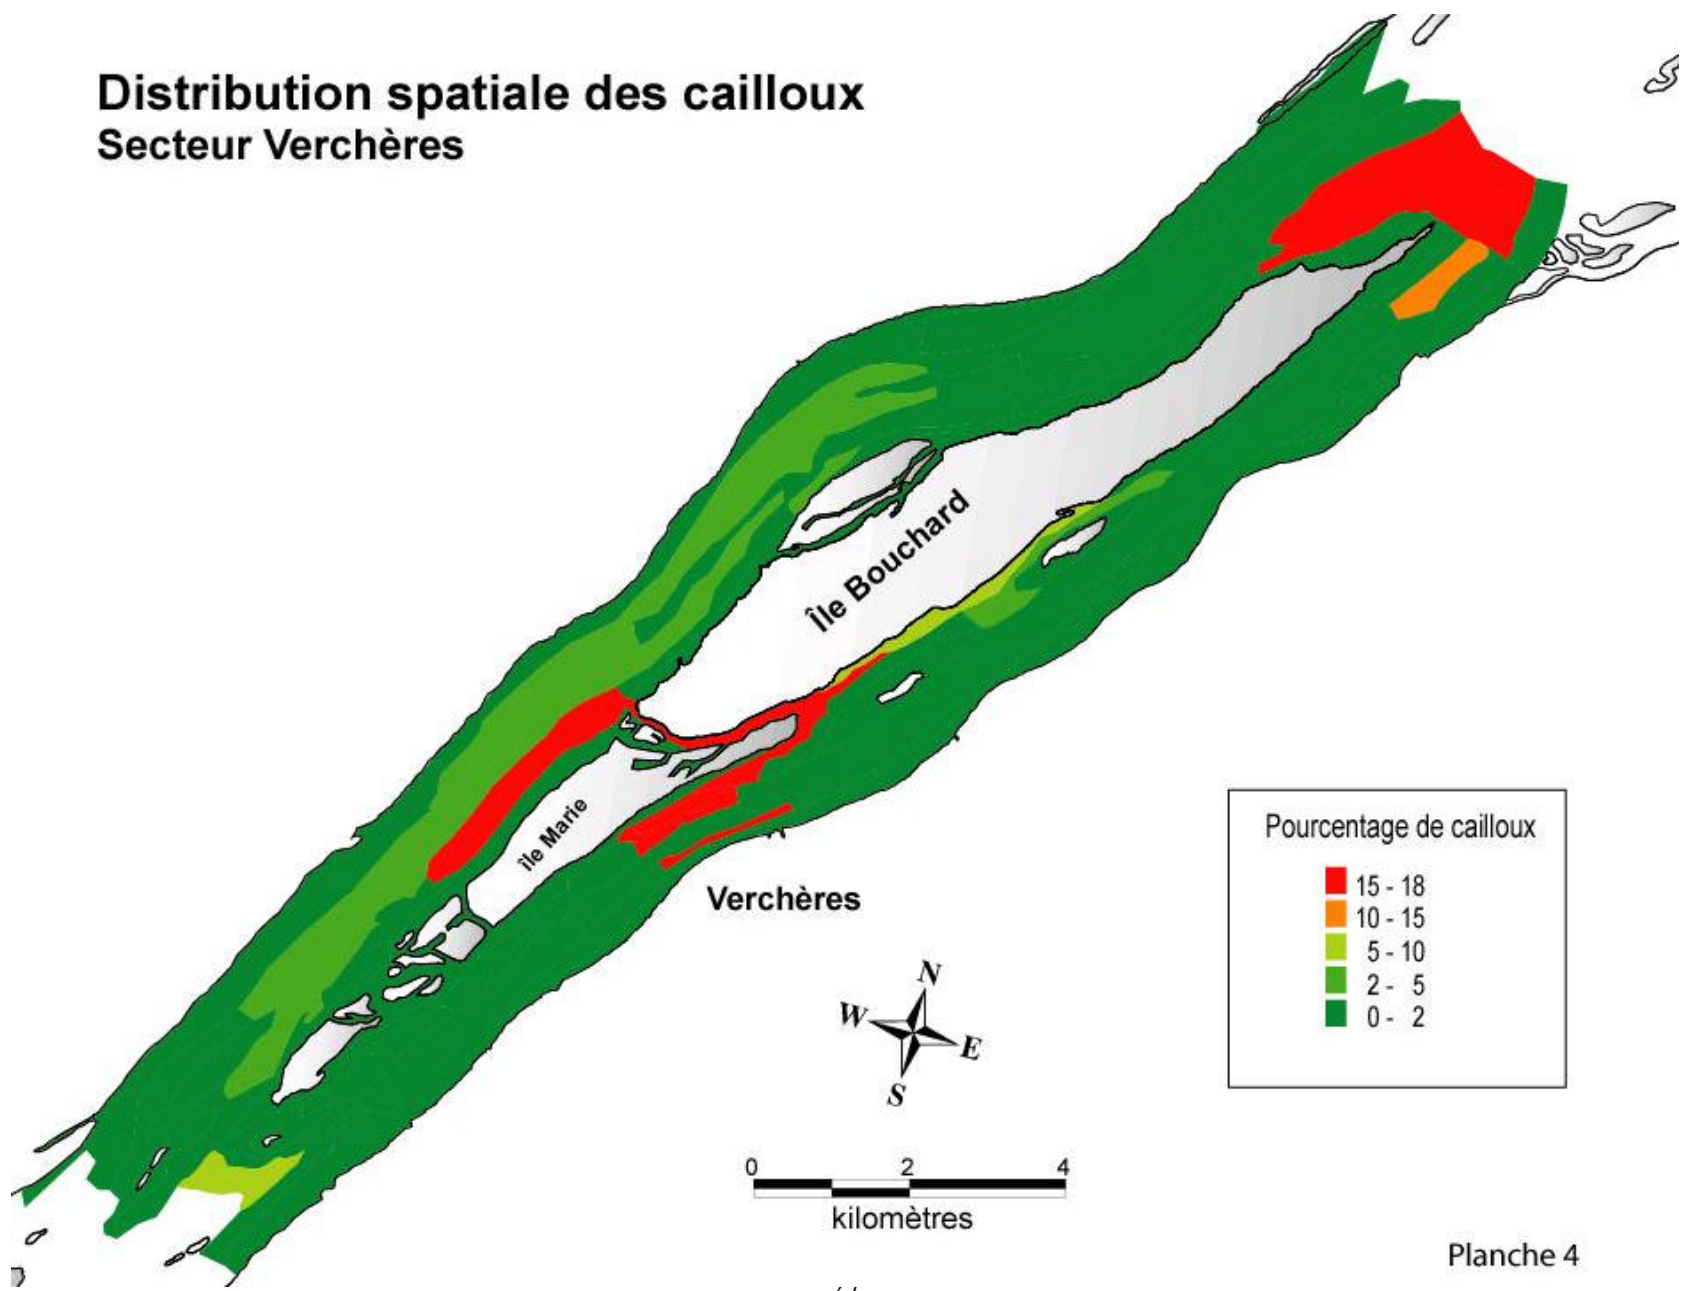 Distribution spatiale des cailloux
Secteur Verchères
Île Bouchard
île Marie
Verchères
Pourcentage de cailloux
15 - 18
10 - 15
5 - 10
2 - 5
0 - 2
N
W
E
S
0 2 4
kilomètres
Planche 4